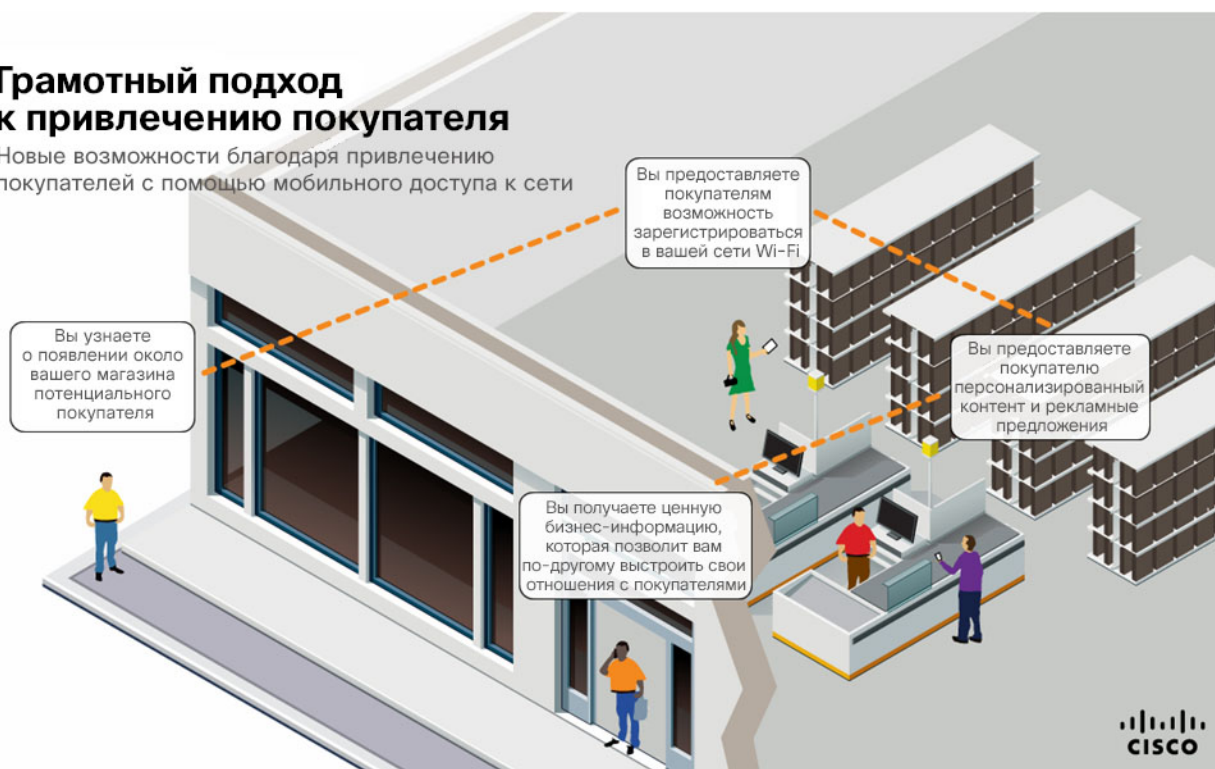 Грамотный подход
к привлечению покупателя
Новые возможности благодаря привлечению
покупателей с помощью мобильного доступа к сети
Вы предоставляете
покупателям
возможность
зарегистрироваться
в вашей сети Wi-Fi
Вы узнаете
о появлении около
вашего магазина
потенциального
покупателя
Вы предоставляете
покупателю
персонализированный
контент и рекламные
предложения
Вы получаете ценную
бизнес-информацию,
которая позволит вам
по-другому выстроить свои
отношения с покупателями
CISCO